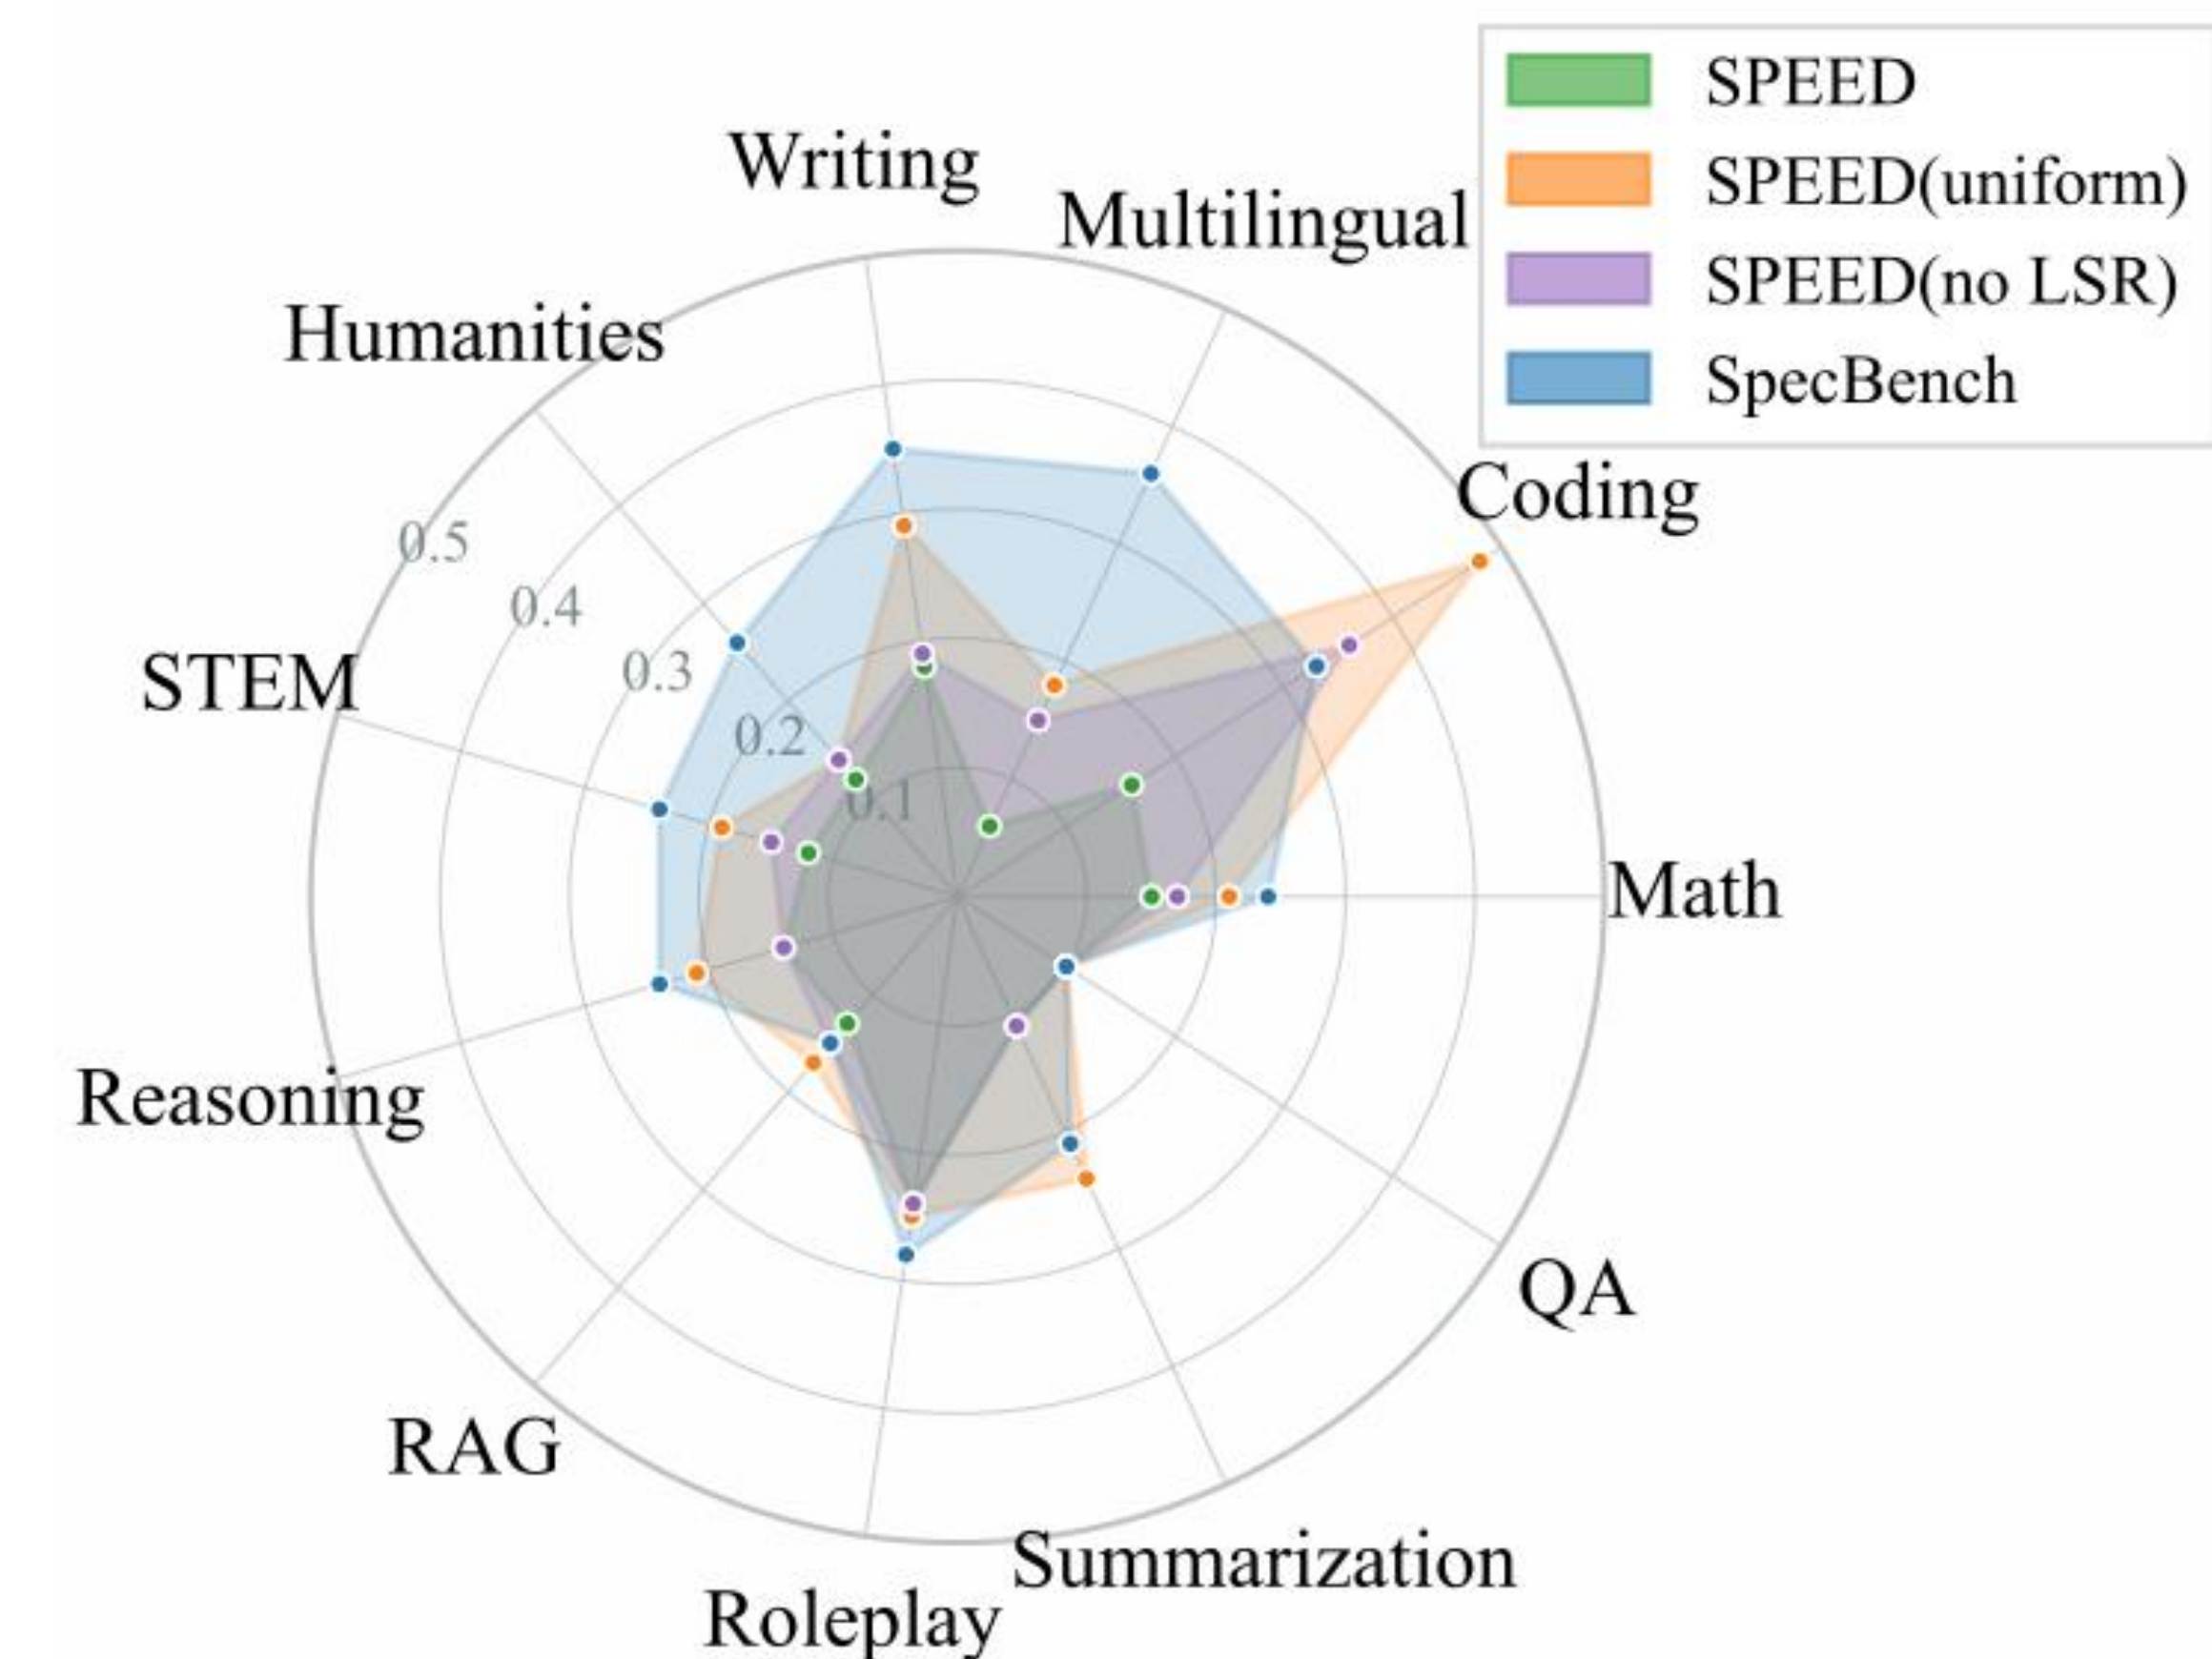 SPEED
SPEED(uniform)
SPEED(no LSR)
SpecBench
Writing
Multilingual
Humanities
Coding
0.5
0.4
0.3
0.2
0.1
STEM
Math
Reasoning
QA
RAG
Summarization
Roleplay